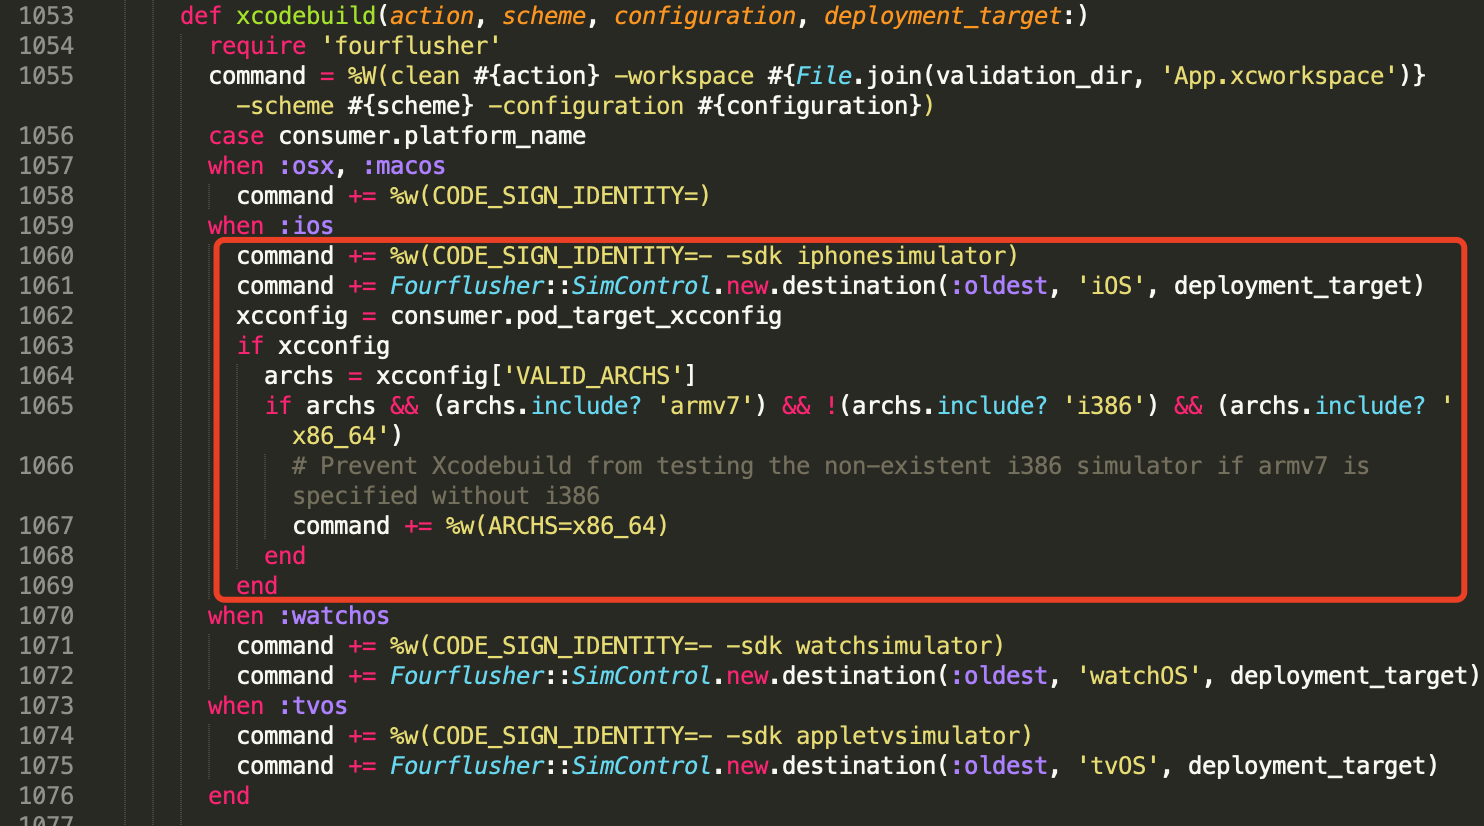 1053 def xcodebuild(action, scheme, configuration, deployment_target:)
1054 require 'fourflusher'
1055 command = %W(clean #{action} -workspace #{File.join(validation_dir, 'App.xcworkspace')}
-scheme #{scheme} -configuration #{configuration})
1056 case consumer.platform_name
1057 when :osx, :macos
1058 command += %w(CODE_SIGN_IDENTITY=)
1059 when :ios
1060 command += %w(CODE_SIGN_IDENTITY=- -sdk iphonesimulator)
1061 command += Fourflusher::SimControl.new.destination(:oldest, 'iOS', deployment_target)
1062 xcconfig = consumer.pod_target_xcconfig
1063 if xcconfig
1064 archs = xcconfig['VALID_ARCHS']
1065 if archs && (archs.include? 'armv7') && !(archs.include? 'i386') && (archs.include? '
x86_64')
1066 # Prevent Xcodebuild from testing the non-existent i386 simulator if armv7 is
specified without i386
1067 command += %w(ARCHS=x86_64)
1068 end
1069 end
1070 when :watchos
1071 command += %w(CODE_SIGN_IDENTITY=- -sdk watchsimulator)
1072 command += Fourflusher::SimControl.new.destination(:oldest, 'watchOS', deployment_target)
1073 when :tvos
1074 command += %w(CODE_SIGN_IDENTITY=- -sdk appletvsimulator)
1075 command += Fourflusher::SimControl.new.destination(:oldest, 'tvOS', deployment_target)
1076 end
1077